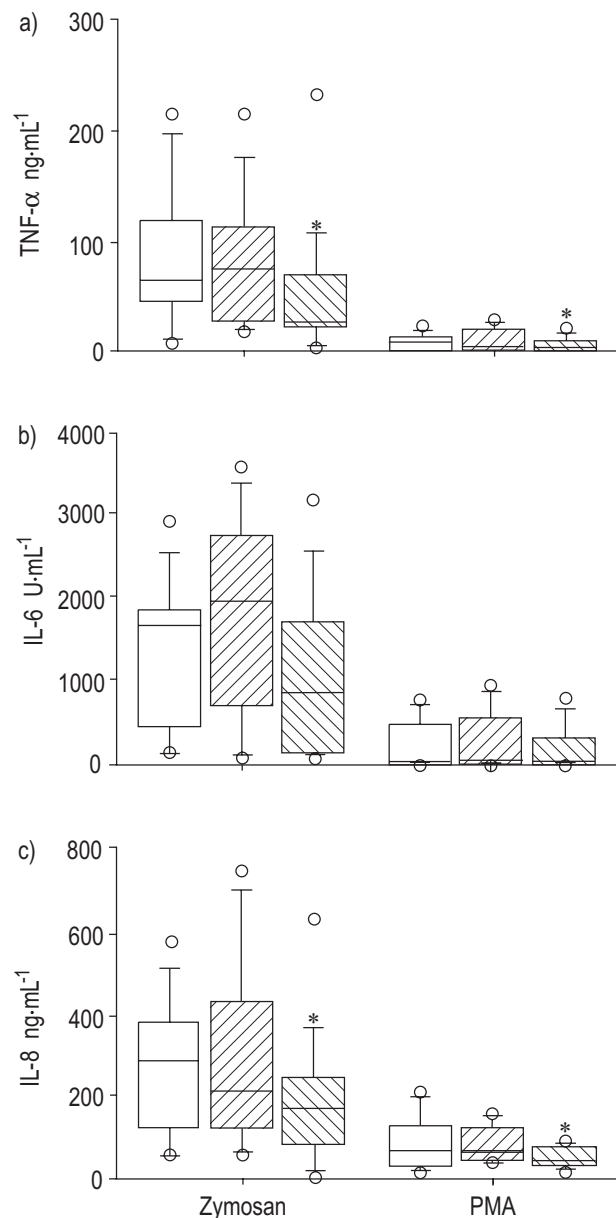 a)
TNF-α ng·mL⁻¹
300
200
100
0
*
*
b)
IL-6 U·mL⁻¹
4000
3000
2000
1000
0
c)
IL-8 ng·mL⁻¹
800
600
400
200
0
*
*
Zymosan PMA